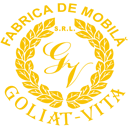 FABRICA DE MOBILĂ
S.R.L.
GV
GOLIAT-VITA